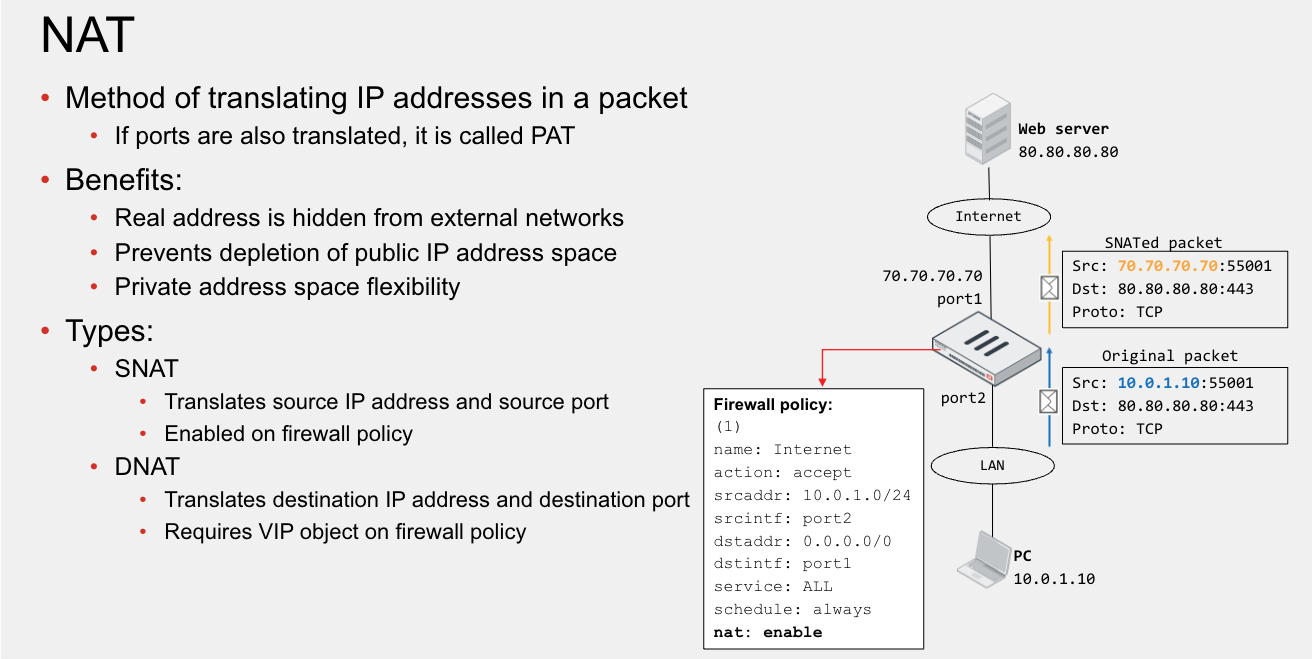 NAT
• Method of translating IP addresses in a packet
• If ports are also translated, it is called PAT
• Benefits:
• Real address is hidden from external networks
• Prevents depletion of public IP address space
• Private address space flexibility
• Types:
• SNAT
• Translates source IP address and source port
• Enabled on firewall policy
• DNAT
• Translates destination IP address and destination port
• Requires VIP object on firewall policy
Web server
80.80.80.80
Internet
70.70.70.70
port1
SNATed packet
Src: 70.70.70.70:55001
Dst: 80.80.80.80:443
Proto: TCP
Original packet
Src: 10.0.1.10:55001
Dst: 80.80.80.80:443
Proto: TCP
port2
LAN
PC
10.0.1.10
Firewall policy:
(1)
name: Internet
action: accept
srcaddr: 10.0.1.0/24
srcintf: port2
dstaddr: 0.0.0.0/0
dstintf: port1
service: ALL
schedule: always
nat: enable